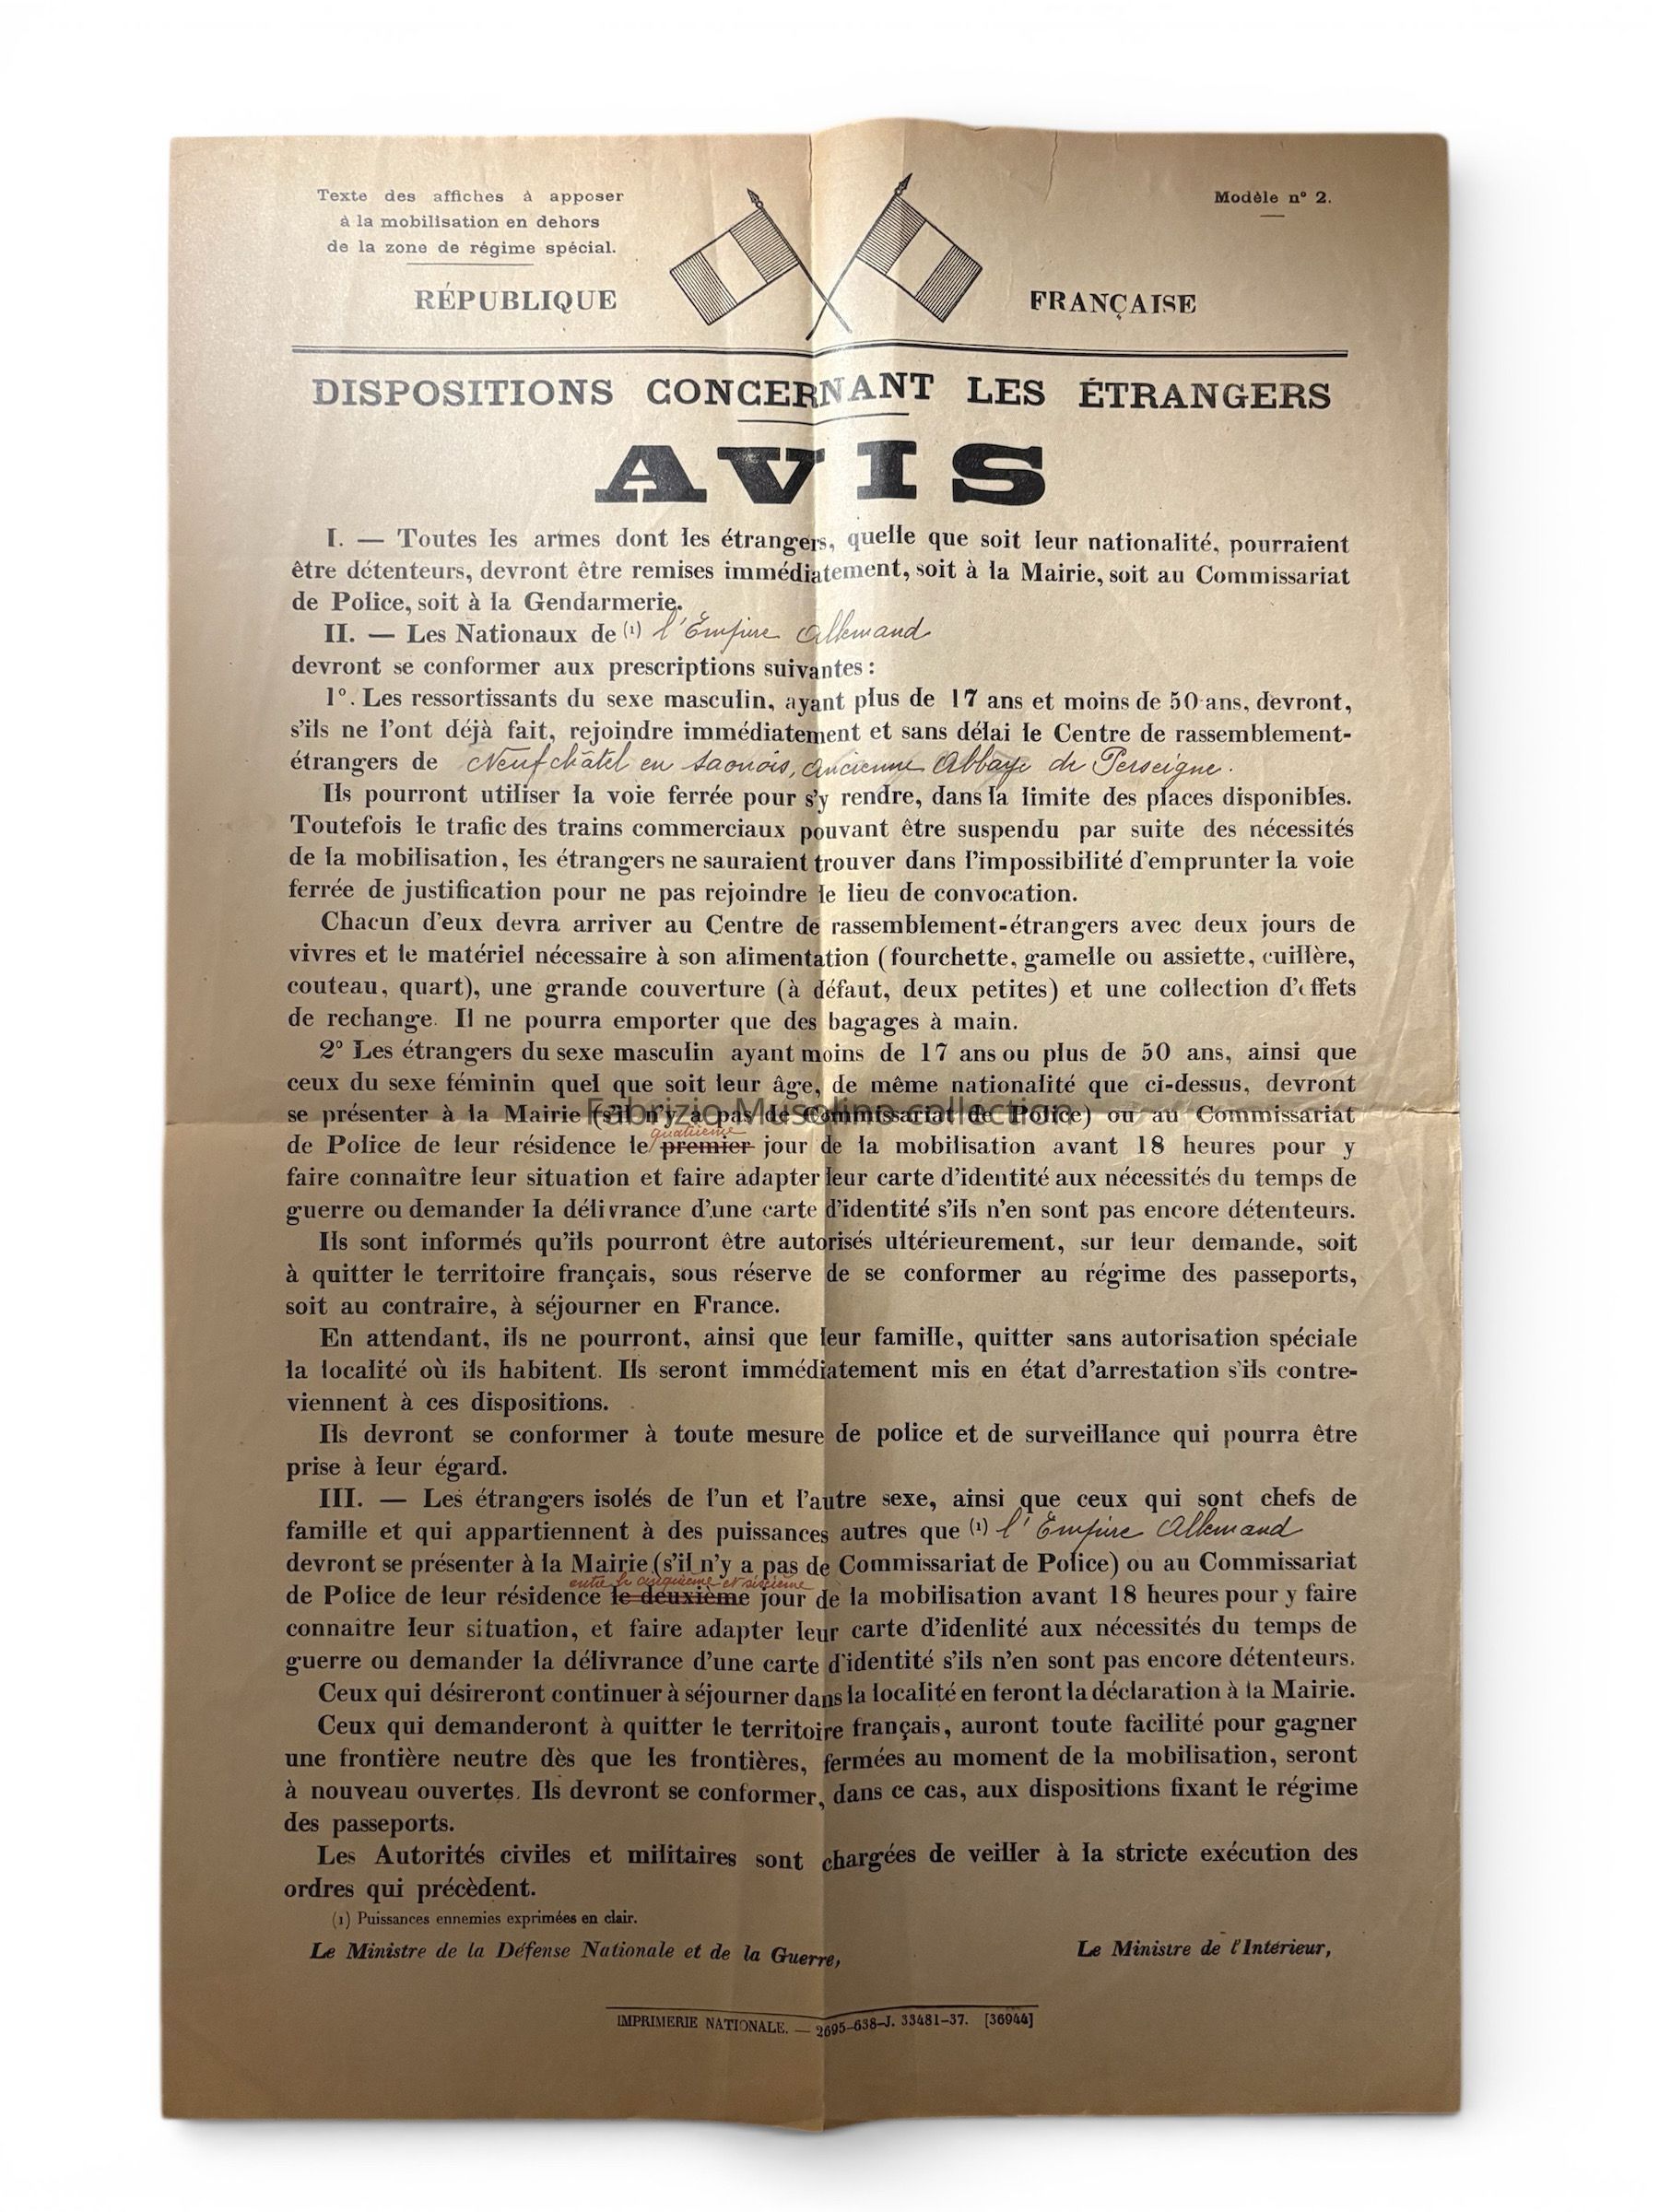 Texte des affiches à apposer
à la mobilisation en dehors
de la zone de régime spécial.
Modèle n° 2.
RÉPUBLIQUE FRANÇAISE
DISPOSITIONS CONCERNANT LES ÉTRANGERS
AVIS
I. — Toutes les armes dont les étrangers, quelle que soit leur nationalité, pourraient
être détenteurs, devront être remises immédiatement, soit à la Mairie, soit au Commissariat
de Police, soit à la Gendarmerie.
II. — Les Nationaux de (1) l'Empire Allemand
devront se conformer aux prescriptions suivantes :
1°. Les ressortissants du sexe masculin, ayant plus de 17 ans et moins de 50 ans, devront,
s'ils ne l'ont déjà fait, rejoindre immédiatement et sans délai le Centre de rassemblement-
étrangers de Neufchâtel en Saonois, Ancienne Abbaye de Perseigne.
Ils pourront utiliser la voie ferrée pour s'y rendre, dans la limite des places disponibles.
Toutefois le trafic des trains commerciaux pouvant être suspendu par suite des nécessités
de la mobilisation, les étrangers ne sauraient trouver dans l'impossibilité d'emprunter la voie
ferrée de justification pour ne pas rejoindre le lieu de convocation.
Chacun d'eux devra arriver au Centre de rassemblement-étrangers avec deux jours de
vivres et le matériel nécessaire à son alimentation (fourchette, gamelle ou assiette, cuillère,
couteau, quart), une grande couverture (à défaut, deux petites) et une collection d'effets
de rechange. Il ne pourra emporter que des bagages à main.
2° Les étrangers du sexe masculin ayant moins de 17 ans ou plus de 50 ans, ainsi que
ceux du sexe féminin quel que soit leur âge, de même nationalité que ci-dessus, devront
se présenter à la Mairie (s'il n'y a pas de Commissariat de Police) ou au Commissariat
Fabrizio Musolino collection
quatrième
de Police de leur résidence le premier jour de la mobilisation avant 18 heures pour y
faire connaître leur situation et faire adapter leur carte d'identité aux nécessités du temps de
guerre ou demander la délivrance d'une carte d'identité s'ils n'en sont pas encore détenteurs.
Ils sont informés qu'ils pourront être autorisés ultérieurement, sur leur demande, soit
à quitter le territoire français, sous réserve de se conformer au régime des passeports,
soit au contraire, à séjourner en France.
En attendant, ils ne pourront, ainsi que leur famille, quitter sans autorisation spéciale
la localité où ils habitent. Ils seront immédiatement mis en état d'arrestation s'ils contre-
viennent à ces dispositions.
Ils devront se conformer à toute mesure de police et de surveillance qui pourra être
prise à leur égard.
III. — Les étrangers isolés de l'un et l'autre sexe, ainsi que ceux qui sont chefs de
famille et qui appartiennent à des puissances autres que (1) l'Empire Allemand
devront se présenter à la Mairie (s'il n'y a pas de Commissariat de Police) ou au Commissariat
entre le cinquième et sixième
de Police de leur résidence le deuxième jour de la mobilisation avant 18 heures pour y faire
connaître leur situation, et faire adapter leur carte d'idenlité aux nécessités du temps de
guerre ou demander la délivrance d'une carte d'identité s'ils n'en sont pas encore détenteurs.
Ceux qui désireront continuer à séjourner dans la localité en feront la déclaration à la Mairie.
Ceux qui demanderont à quitter le territoire français, auront toute facilité pour gagner
une frontière neutre dès que les frontières, fermées au moment de la mobilisation, seront
à nouveau ouvertes. Ils devront se conformer, dans ce cas, aux dispositions fixant le régime
des passeports.
Les Autorités civiles et militaires sont chargées de veiller à la stricte exécution des
ordres qui précèdent.
(1) Puissances ennemies exprimées en clair.
Le Ministre de la Défense Nationale et de la Guerre,
Le Ministre de l'Intérieur,
IMPRIMERIE NATIONALE. — 2695-638-J. 33481-37. [36944]